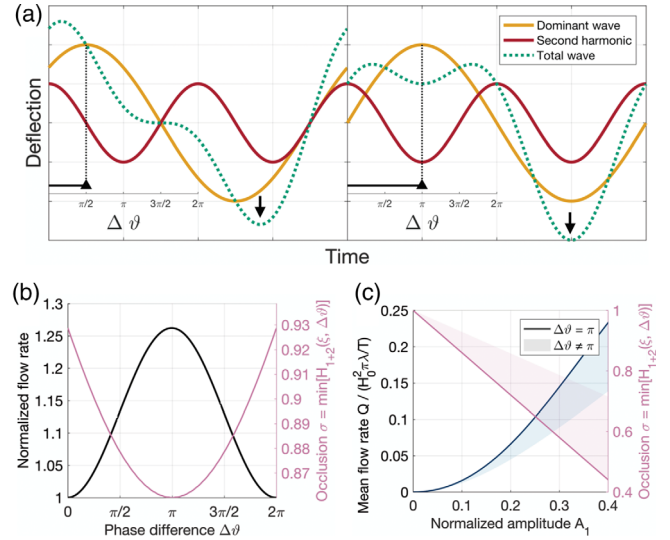 (a)
Dominant wave
Second harmonic
Total wave
Deflection
π/2 π 3π/2 2π
Δ ϑ
π/2 π 3π/2 2π
Δ ϑ
Time
(b)
1.3
1.25
1.2
1.15
1.1
1.05
1
Normalized flow rate
0.93
0.92
0.91
0.90
0.89
0.88
0.87
Occlusion σ = min[H1+2(ξ, Δϑ)]
0 π/2 π 3π/2 2π
Phase difference Δϑ
(c)
Δϑ = π
Δϑ ≠ π
0.25
0.2
0.15
0.1
0.05
0
Mean flow rate Q / (H₀²πλ/T)
1
0.8
0.6
0.4
Occlusion σ = min[H1+2(ξ, Δϑ)]
0 0.1 0.2 0.3 0.4
Normalized amplitude A₁